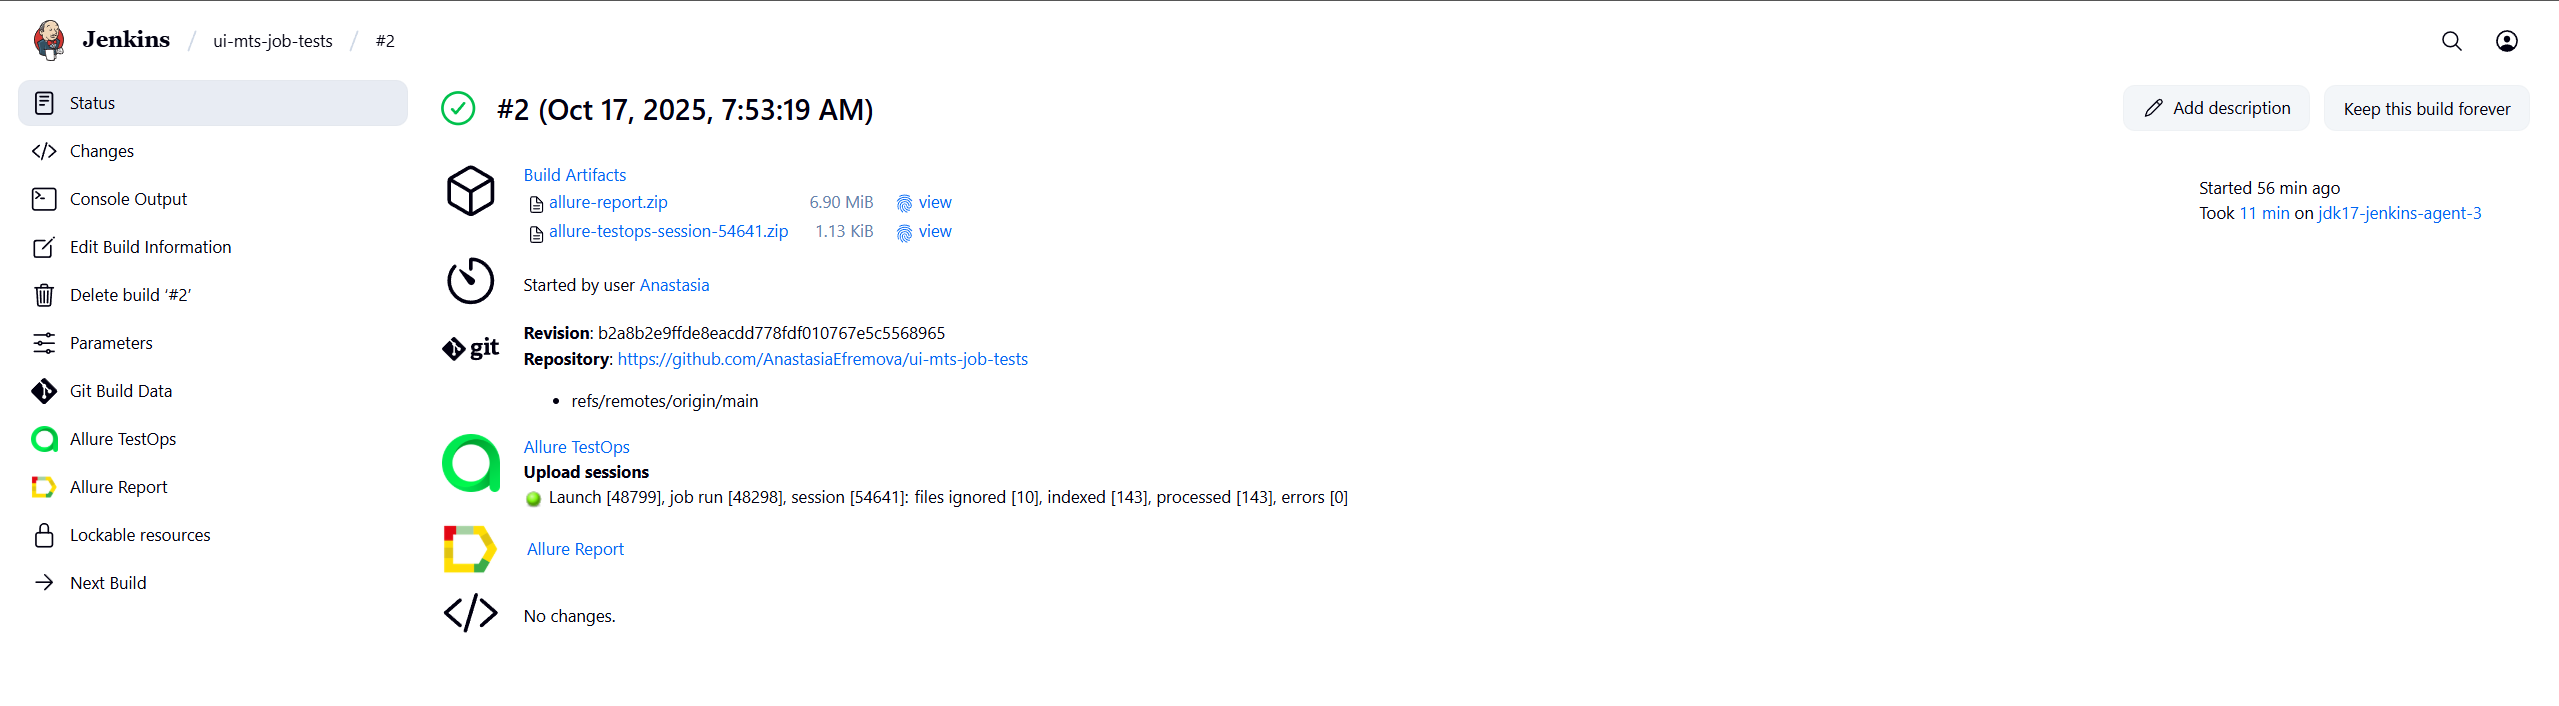 Jenkins / ui-mts-job-tests / #2
Status
Changes
Console Output
Edit Build Information
Delete build ‘#2’
Parameters
Git Build Data
Allure TestOps
Allure Report
Lockable resources
Next Build
#2 (Oct 17, 2025, 7:53:19 AM)
Add description
Keep this build forever
Build Artifacts
allure-report.zip 6.90 MiB view
allure-testops-session-54641.zip 1.13 KiB view
Started 56 min ago
Took 11 min on jdk17-jenkins-agent-3
Started by user Anastasia
git
Revision: b2a8b2e9ffde8eacdd778fdf010767e5c5568965
Repository: https://github.com/AnastasiaEfremova/ui-mts-job-tests
• refs/remotes/origin/main
Allure TestOps
Upload sessions
Launch [48799], job run [48298], session [54641]: files ignored [10], indexed [143], processed [143], errors [0]
Allure Report
No changes.